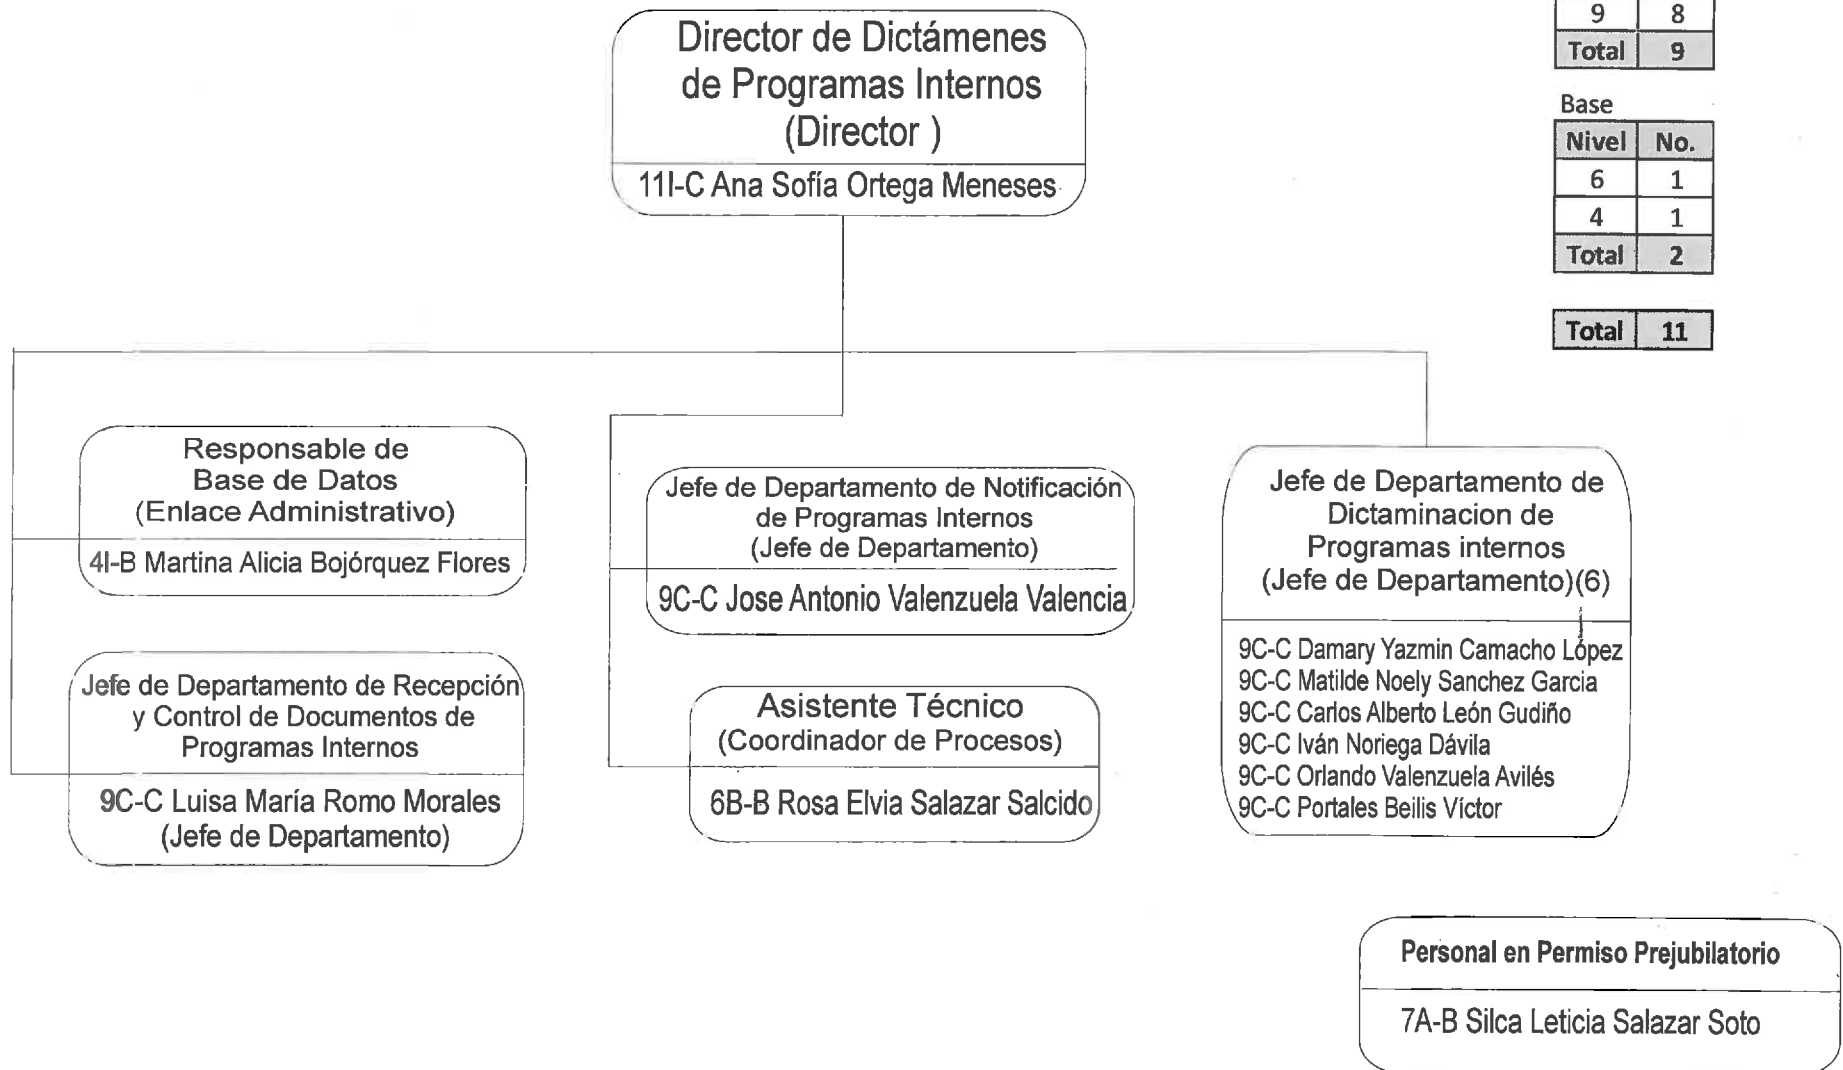 Director de Dictámenes
de Programas Internos
(Director )
11I-C Ana Sofía Ortega Meneses
9 8
Total 9
Base
Nivel No.
6 1
4 1
Total 2
Total 11
Responsable de
Base de Datos
(Enlace Administrativo)
4I-B Martina Alicia Bojórquez Flores
Jefe de Departamento de Recepción
y Control de Documentos de
Programas Internos
9C-C Luisa María Romo Morales
(Jefe de Departamento)
Jefe de Departamento de Notificación
de Programas Internos
(Jefe de Departamento)
9C-C Jose Antonio Valenzuela Valencia
Asistente Técnico
(Coordinador de Procesos)
6B-B Rosa Elvia Salazar Salcido
Jefe de Departamento de
Dictaminacion de
Programas internos
(Jefe de Departamento)(6)
9C-C Damary Yazmin Camacho López
9C-C Matilde Noely Sanchez Garcia
9C-C Carlos Alberto León Gudiño
9C-C Iván Noriega Dávila
9C-C Orlando Valenzuela Avilés
9C-C Portales Beilis Víctor
Personal en Permiso Prejubilatorio
7A-B Silca Leticia Salazar Soto